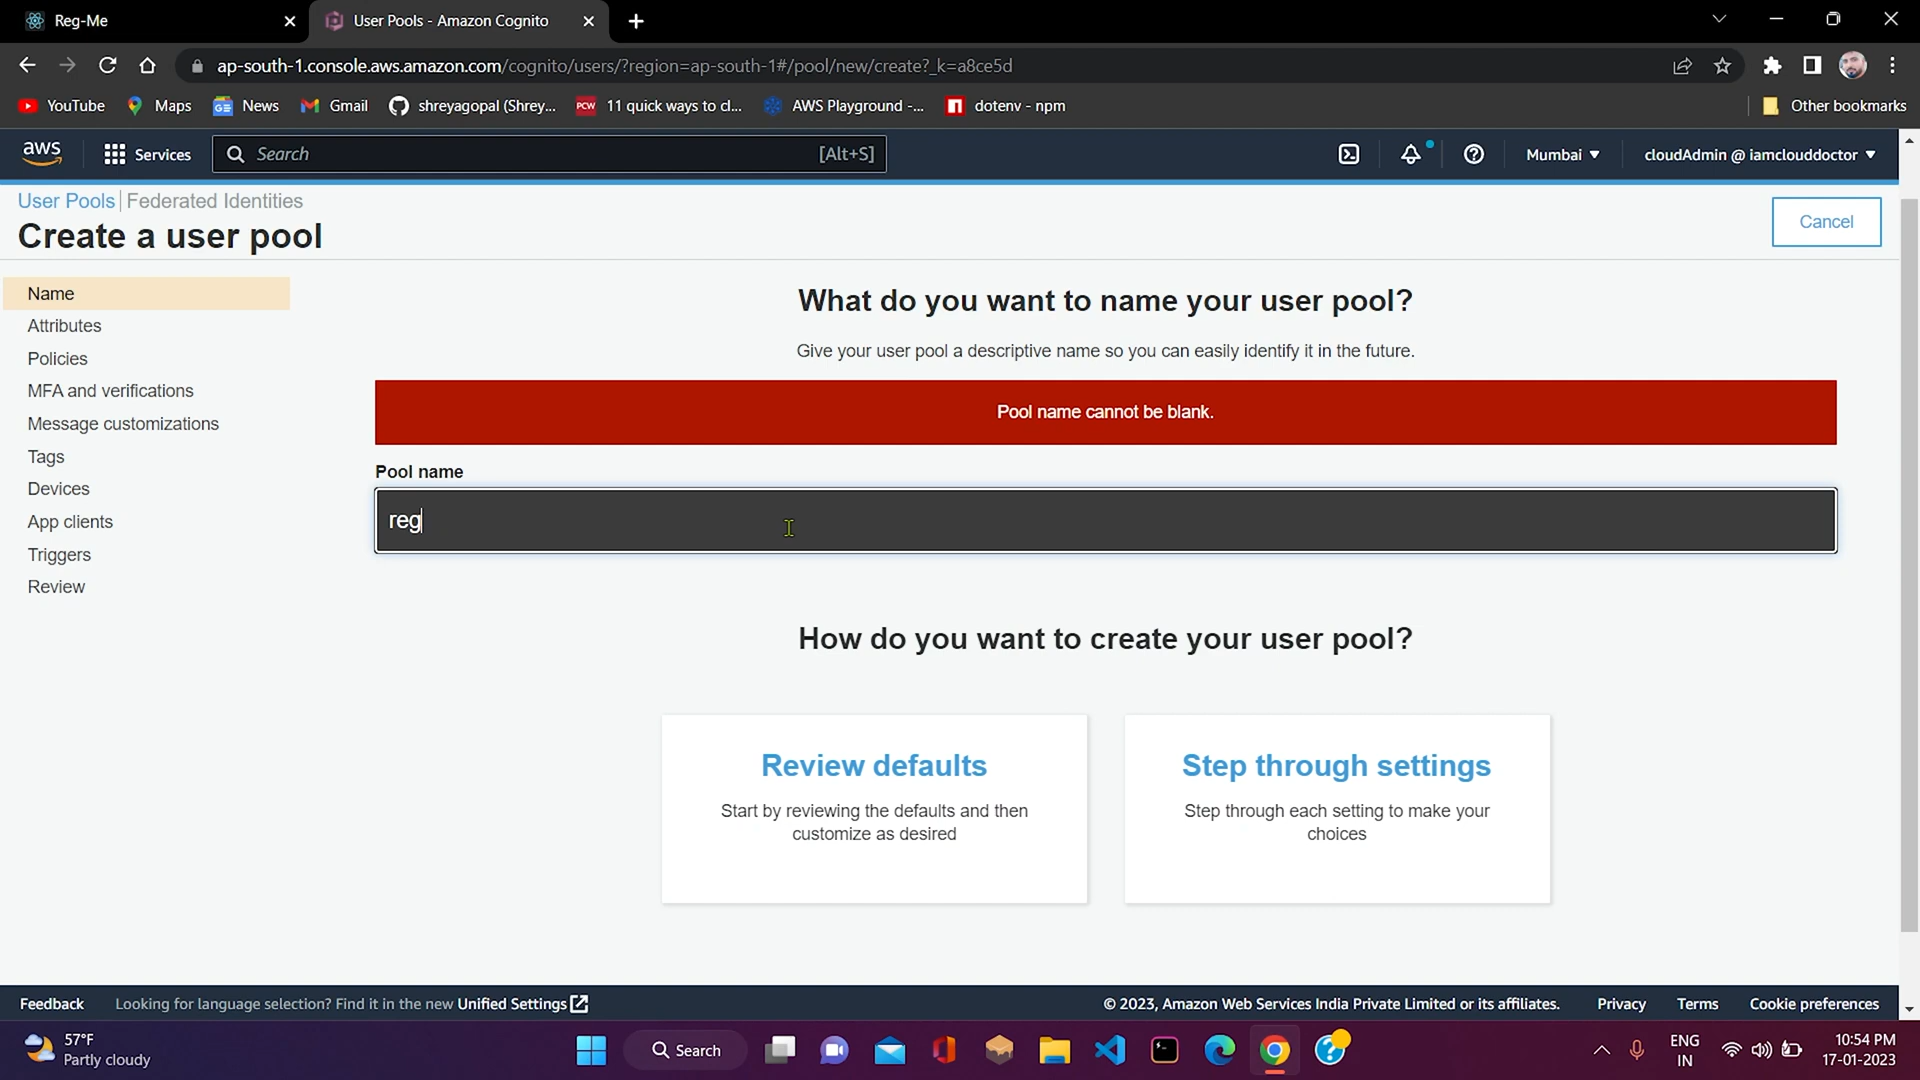 Reg-Me
User Pools - Amazon Cognito
ap-south-1.console.aws.amazon.com/cognito/users/?region=ap-south-1#/pool/new/create?_k=a8ce5d
YouTube
Maps
News
Gmail
shreyagopal (Shrey...
11 quick ways to cl...
AWS Playground -...
dotenv - npm
Other bookmarks
aws
Services
Search
[Alt+S]
Mumbai
cloudAdmin @ iamclouddoctor
User Pools | Federated Identities
Create a user pool
Cancel
Name
Attributes
Policies
MFA and verifications
Message customizations
Tags
Devices
App clients
Triggers
Review
What do you want to name your user pool?
Give your user pool a descriptive name so you can easily identify it in the future.
Pool name cannot be blank.
Pool name
reg
How do you want to create your user pool?
Review defaults
Start by reviewing the defaults and then
customize as desired
Step through settings
Step through each setting to make your
choices
Feedback
Looking for language selection? Find it in the new Unified Settings
© 2023, Amazon Web Services India Private Limited or its affiliates.
Privacy
Terms
Cookie preferences
57°F
Partly cloudy
Search
ENG
IN
10:54 PM
17-01-2023